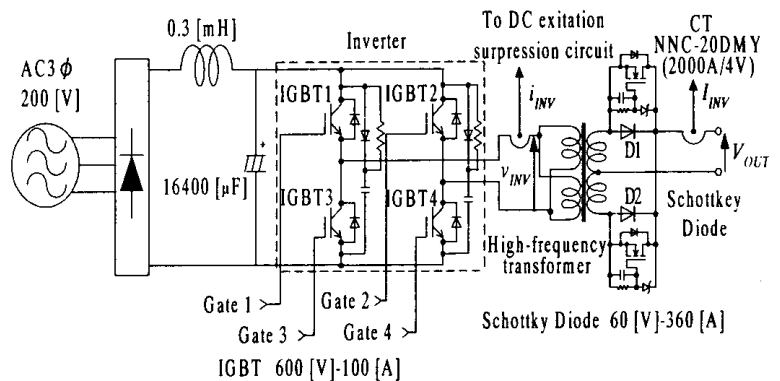 0.3 [mH]
AC3ϕ
200 [V]
16400 [μF]
Inverter
IGBT1
IGBT2
IGBT3
IGBT4
Gate 1
Gate 2
Gate 3
Gate 4
IGBT 600 [V]-100 [A]
To DC exitation
surpression circuit
i_INV
v_INV
High-frequency
transformer
CT
NNC-20DMY
(2000A/4V)
I_INV
D1
D2
V_OUT
Schottkey
Diode
Schottky Diode 60 [V]-360 [A]
+